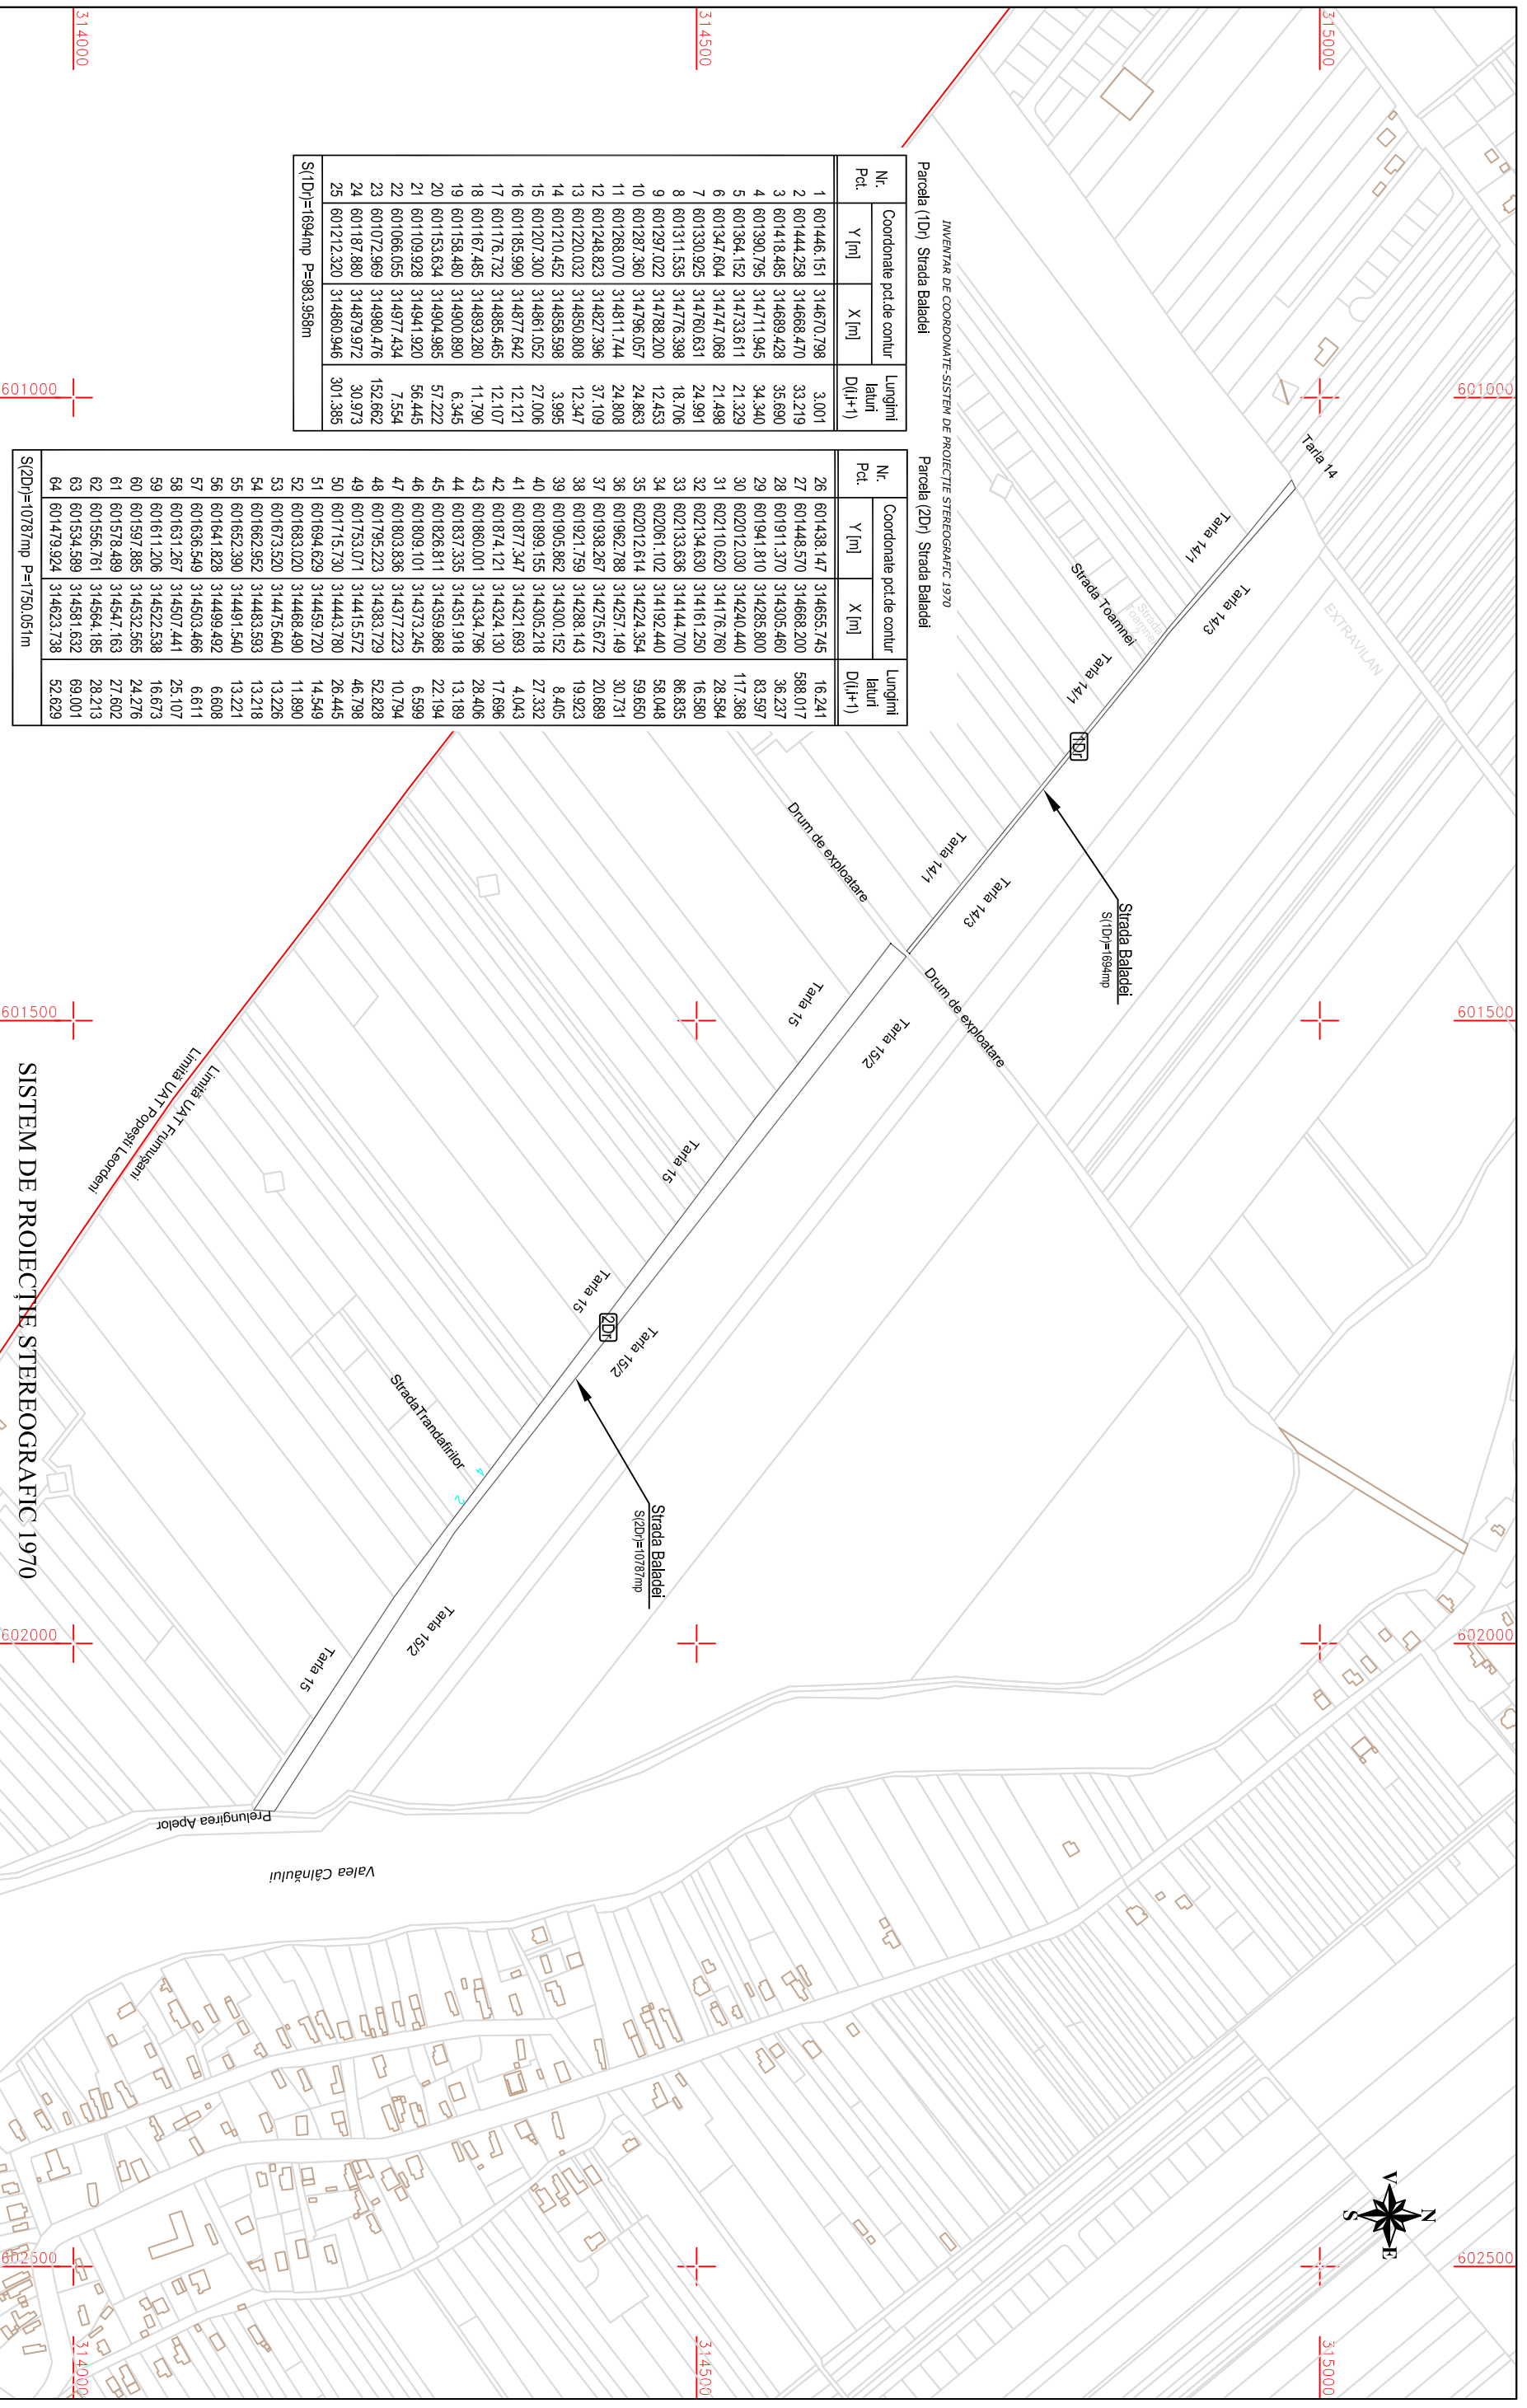 INVENTAR DE COORDONATE-SISTEM DE PROIECȚIE STEREOGRAFIC 1970
Parcela (1Dr) Strada Baladei
Nr. Pct. Coordonate pct.de contur Lungimi laturi D(i,i+1)
Y [m] X [m]
1 601446.151 314670.798 3.001
2 601444.258 314668.470 33.219
3 601418.485 314689.428 35.690
4 601390.795 314711.945 34.340
5 601364.152 314733.611 21.329
6 601347.604 314747.068 21.498
7 601330.925 314760.631 24.991
8 601311.535 314776.398 18.706
9 601297.022 314788.200 12.453
10 601287.360 314796.057 24.863
11 601268.070 314811.744 24.808
12 601248.823 314827.396 37.109
13 601220.032 314850.808 12.347
14 601210.452 314858.598 3.995
15 601207.300 314861.052 27.006
16 601185.990 314877.642 12.121
17 601176.732 314885.465 12.107
18 601167.485 314893.280 11.790
19 601158.480 314900.890 6.345
20 601153.634 314904.985 57.222
21 601109.928 314941.920 56.445
22 601066.055 314977.434 7.554
23 601072.969 314980.476 152.662
24 601187.880 314879.972 30.973
25 601212.320 314860.946 301.385
S(1Dr)=1694mp P=983.958m
Parcela (2Dr) Strada Baladei
Nr. Pct. Coordonate pct.de contur Lungimi laturi D(i,i+1)
Y [m] X [m]
26 601438.147 314655.745 16.241
27 601448.570 314668.200 588.017
28 601911.370 314305.460 36.237
29 601941.810 314285.800 83.597
30 602012.030 314240.440 117.368
31 602110.620 314176.760 28.584
32 602134.630 314161.250 16.580
33 602133.636 314144.700 86.835
34 602061.102 314192.440 58.048
35 602012.614 314224.354 59.650
36 601962.788 314257.149 30.731
37 601938.267 314275.672 20.689
38 601921.759 314288.143 19.923
39 601905.862 314300.152 8.405
40 601899.155 314305.218 27.332
41 601877.347 314321.693 4.043
42 601874.121 314324.130 17.696
43 601860.001 314334.796 28.406
44 601837.335 314351.918 13.189
45 601826.811 314359.868 22.194
46 601809.101 314373.245 6.599
47 601803.836 314377.223 10.794
48 601795.223 314383.729 52.828
49 601753.071 314415.572 46.798
50 601715.730 314443.780 26.445
51 601694.629 314459.720 14.549
52 601683.020 314468.490 11.890
53 601673.520 314475.640 13.226
54 601662.952 314483.593 13.218
55 601652.390 314491.540 13.221
56 601641.828 314499.492 6.608
57 601636.549 314503.466 6.611
58 601631.267 314507.441 25.107
59 601611.206 314522.538 16.673
60 601597.885 314532.565 24.276
61 601578.489 314547.163 27.602
62 601556.761 314564.185 28.213
63 601534.589 314581.632 69.001
64 601479.924 314623.738 52.629
S(2Dr)=10787mp P=1750.051m
Tarla 14
Tarla 14/1
Tarla 14/3
EXTRAVILAN
Strada Toamnei
Tarla 14/1
1Dr
Strada Baladei
S(1Dr)=1694mp
Tarla 14/1
Tarla 14/3
Drum de exploatare
Drum de exploatare
Tarla 15
Tarla 15/2
Tarla 15
Tarla 15
2Dr
Tarla 15/2
Strada Baladei
S(2Dr)=10787mp
StradaTrandafirilor
4
2
Tarla 15/2
Tarla 15
Prelungirea Apelor
Valea Câlnăului
Limită UAT Frumușani
Limită UAT Popești Leordeni
SISTEM DE PROIECȚIE STEREOGRAFIC 1970
N
V
E
S
601000
601500
602000
602500
601000
601500
602000
602500
315000
314500
314000
315000
314500
314000